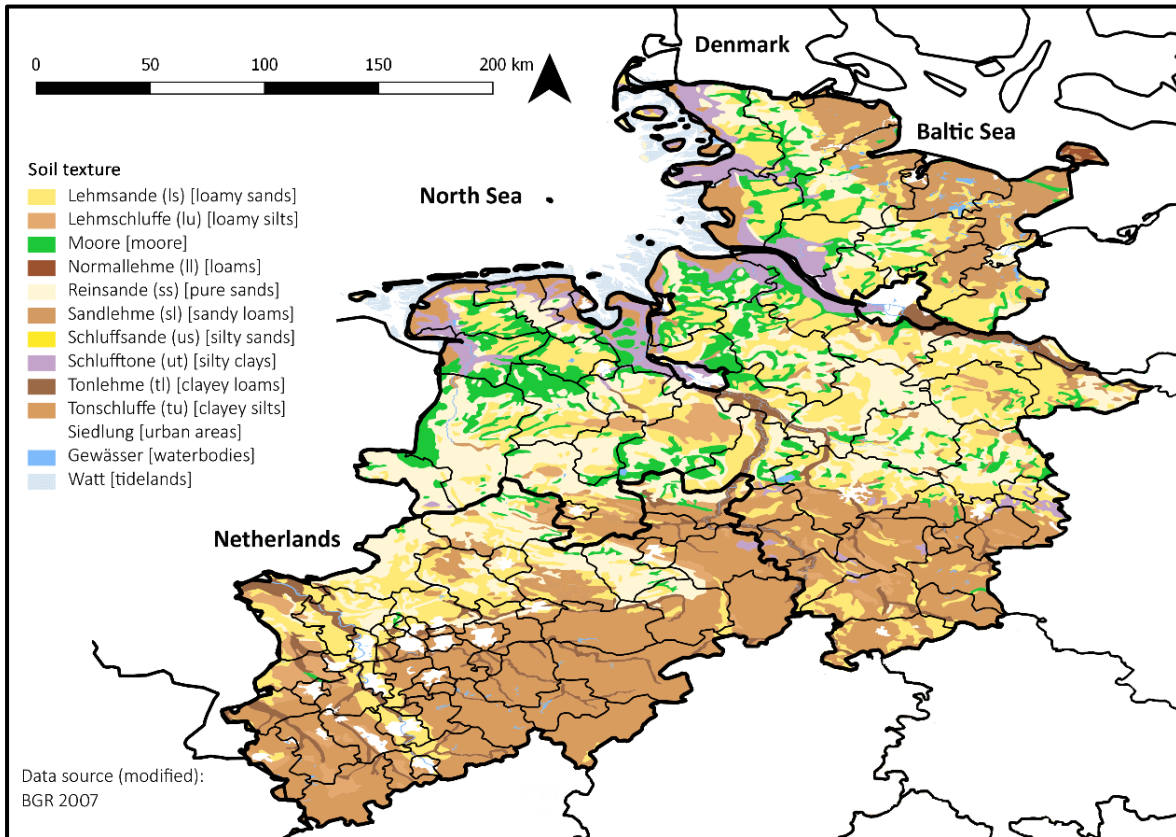 Denmark
0 50 100 150 200 km
Baltic Sea
North Sea
Soil texture
Lehmsande (ls) [loamy sands]
Lehmschluffe (lu) [loamy silts]
Moore [moore]
Normallehme (ll) [loams]
Reinsande (ss) [pure sands]
Sandlehme (sl) [sandy loams]
Schluffsande (us) [silty sands]
Schlufftone (ut) [silty clays]
Tonlehme (tl) [clayey loams]
Tonschluffe (tu) [clayey silts]
Siedlung [urban areas]
Gewässer [waterbodies]
Watt [tidelands]
Netherlands
Data source (modified):
BGR 2007